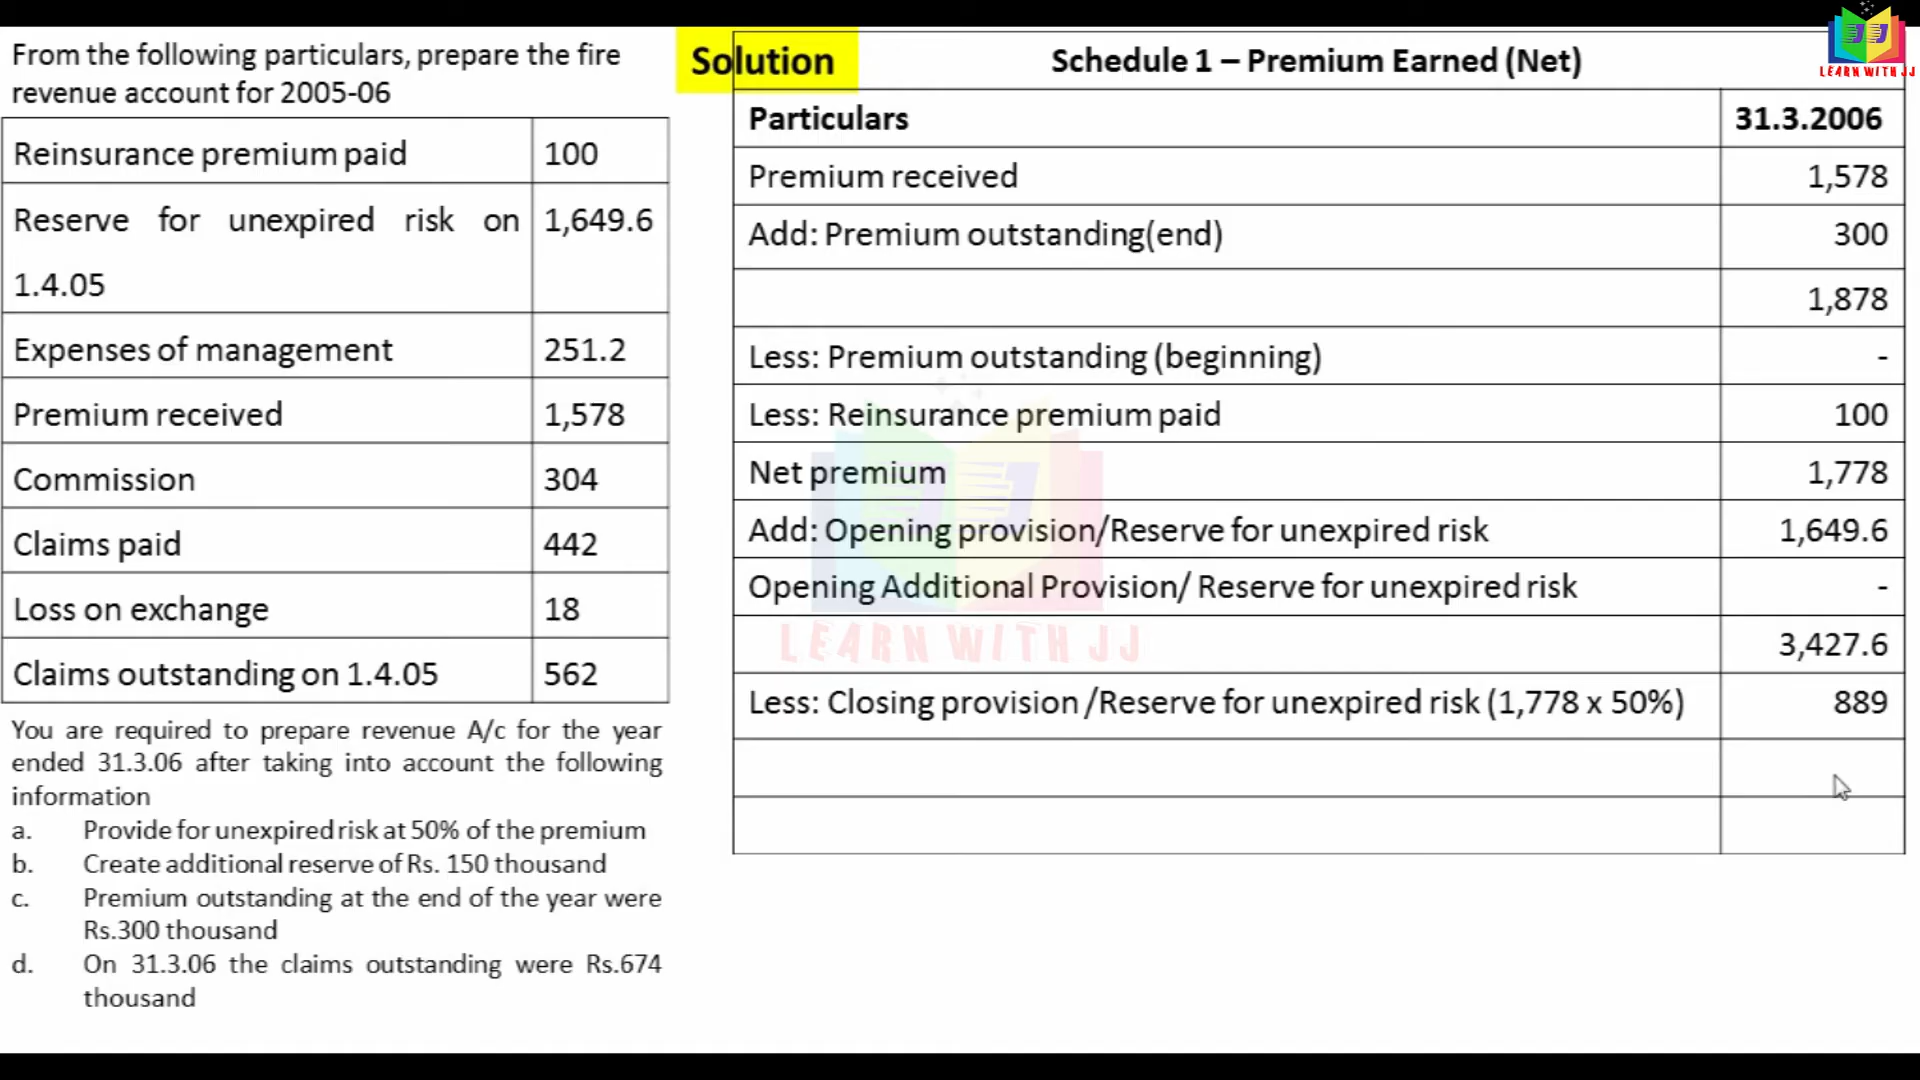 From the following particulars, prepare the fire
revenue account for 2005-06
Reinsurance premium paid 100
Reserve for unexpired risk on 1,649.6
1.4.05
Expenses of management 251.2
Premium received 1,578
Commission 304
Claims paid 442
Loss on exchange 18
Claims outstanding on 1.4.05 562
You are required to prepare revenue A/c for the year
ended 31.3.06 after taking into account the following
information
a. Provide for unexpired risk at 50% of the premium
b. Create additional reserve of Rs. 150 thousand
c. Premium outstanding at the end of the year were
Rs.300 thousand
d. On 31.3.06 the claims outstanding were Rs.674
thousand
Solution
Schedule 1 – Premium Earned (Net)
Particulars 31.3.2006
Premium received 1,578
Add: Premium outstanding(end) 300
1,878
Less: Premium outstanding (beginning) -
Less: Reinsurance premium paid 100
Net premium 1,778
Add: Opening provision/Reserve for unexpired risk 1,649.6
Opening Additional Provision/ Reserve for unexpired risk -
3,427.6
Less: Closing provision /Reserve for unexpired risk (1,778 x 50%) 889
LEARN WITH JJ
JJ
LEARN WITH JJ